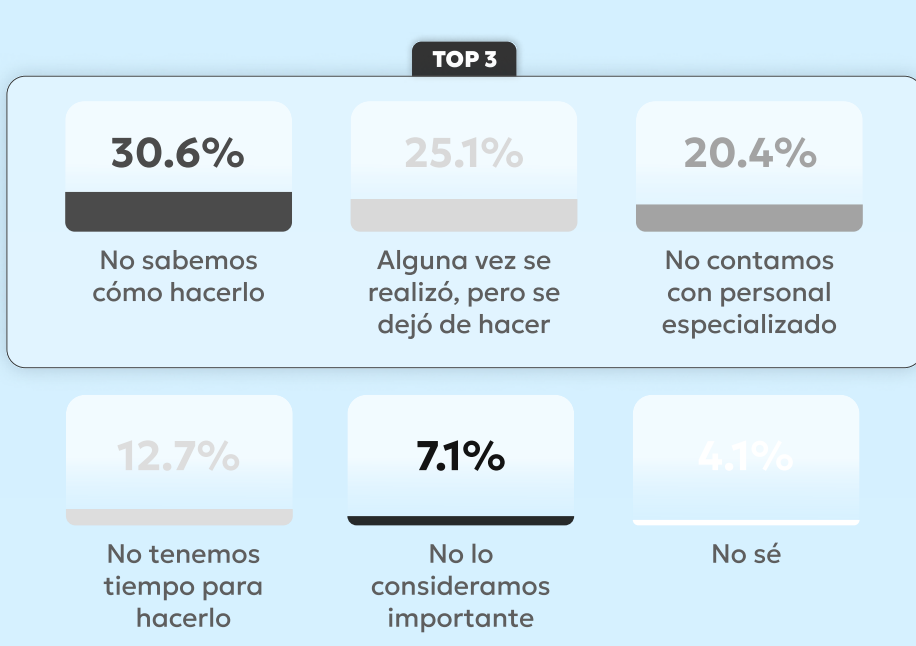 TOP 3
30.6%
No sabemos
cómo hacerlo
25.1%
Alguna vez se
realizó, pero se
dejó de hacer
20.4%
No contamos
con personal
especializado
12.7%
No tenemos
tiempo para
hacerlo
7.1%
No lo
consideramos
importante
4.1%
No sé